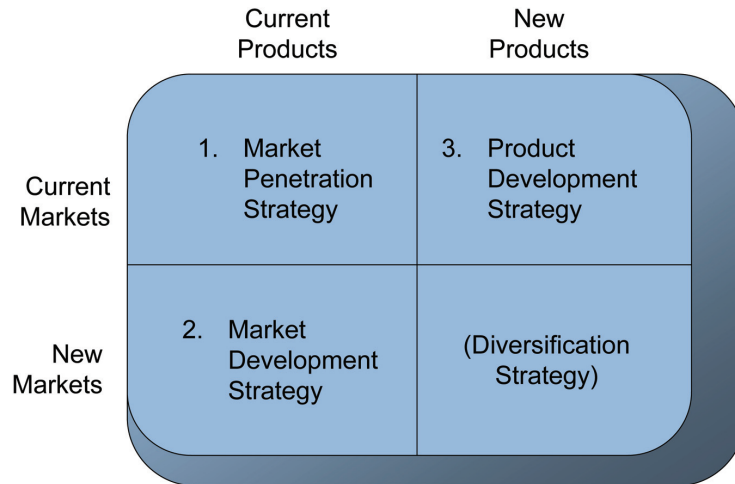 Current
Products
New
Products
Current
Markets
1. Market
Penetration
Strategy
3. Product
Development
Strategy
New
Markets
2. Market
Development
Strategy
(Diversification
Strategy)